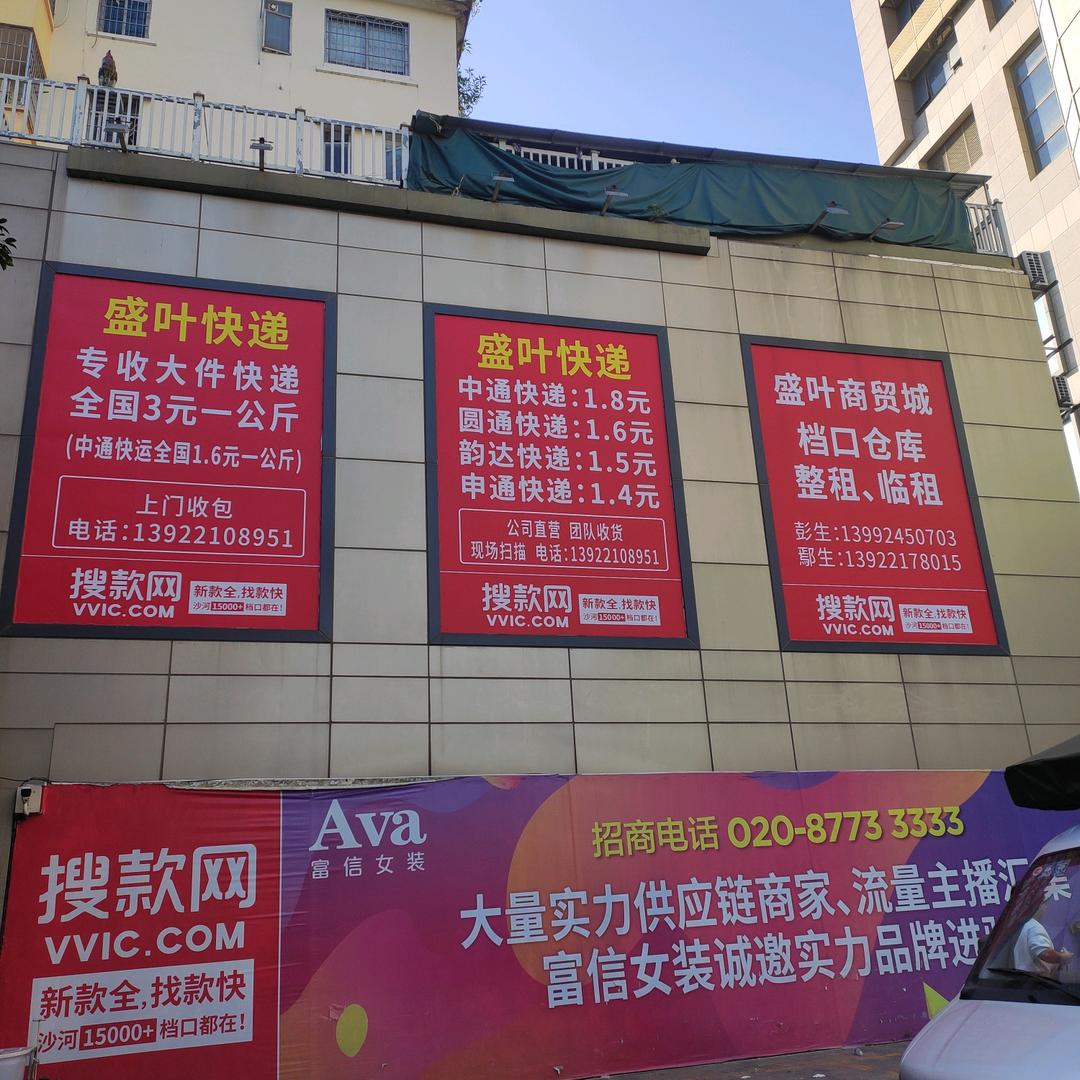 盛叶快递
专收大件快递
全国3元一公斤
(中通快运全国1.6元一公斤)
上门收包
电话:13922108951
搜款网
VVIC.COM
新款全,找款快
沙河15000+档口都在!
盛叶快递
中通快递:1.8元
圆通快递:1.6元
韵达快递:1.5元
申通快递:1.4元
公司直营 团队收货
现场扫描 电话:13922108951
搜款网
VVIC.COM
新款全,找款快
沙河15000+档口都在!
盛叶商贸城
档口仓库
整租、临租
彭生:13992450703
鄢生:13922178015
搜款网
VVIC.COM
新款全,找款快
沙河15000+档口都在!
搜款网
VVIC.COM
新款全,找款快
沙河15000+档口都在!
Ava
富信女装
招商电话 020-8773 3333
大量实力供应链商家、流量主播汇集
富信女装诚邀实力品牌进